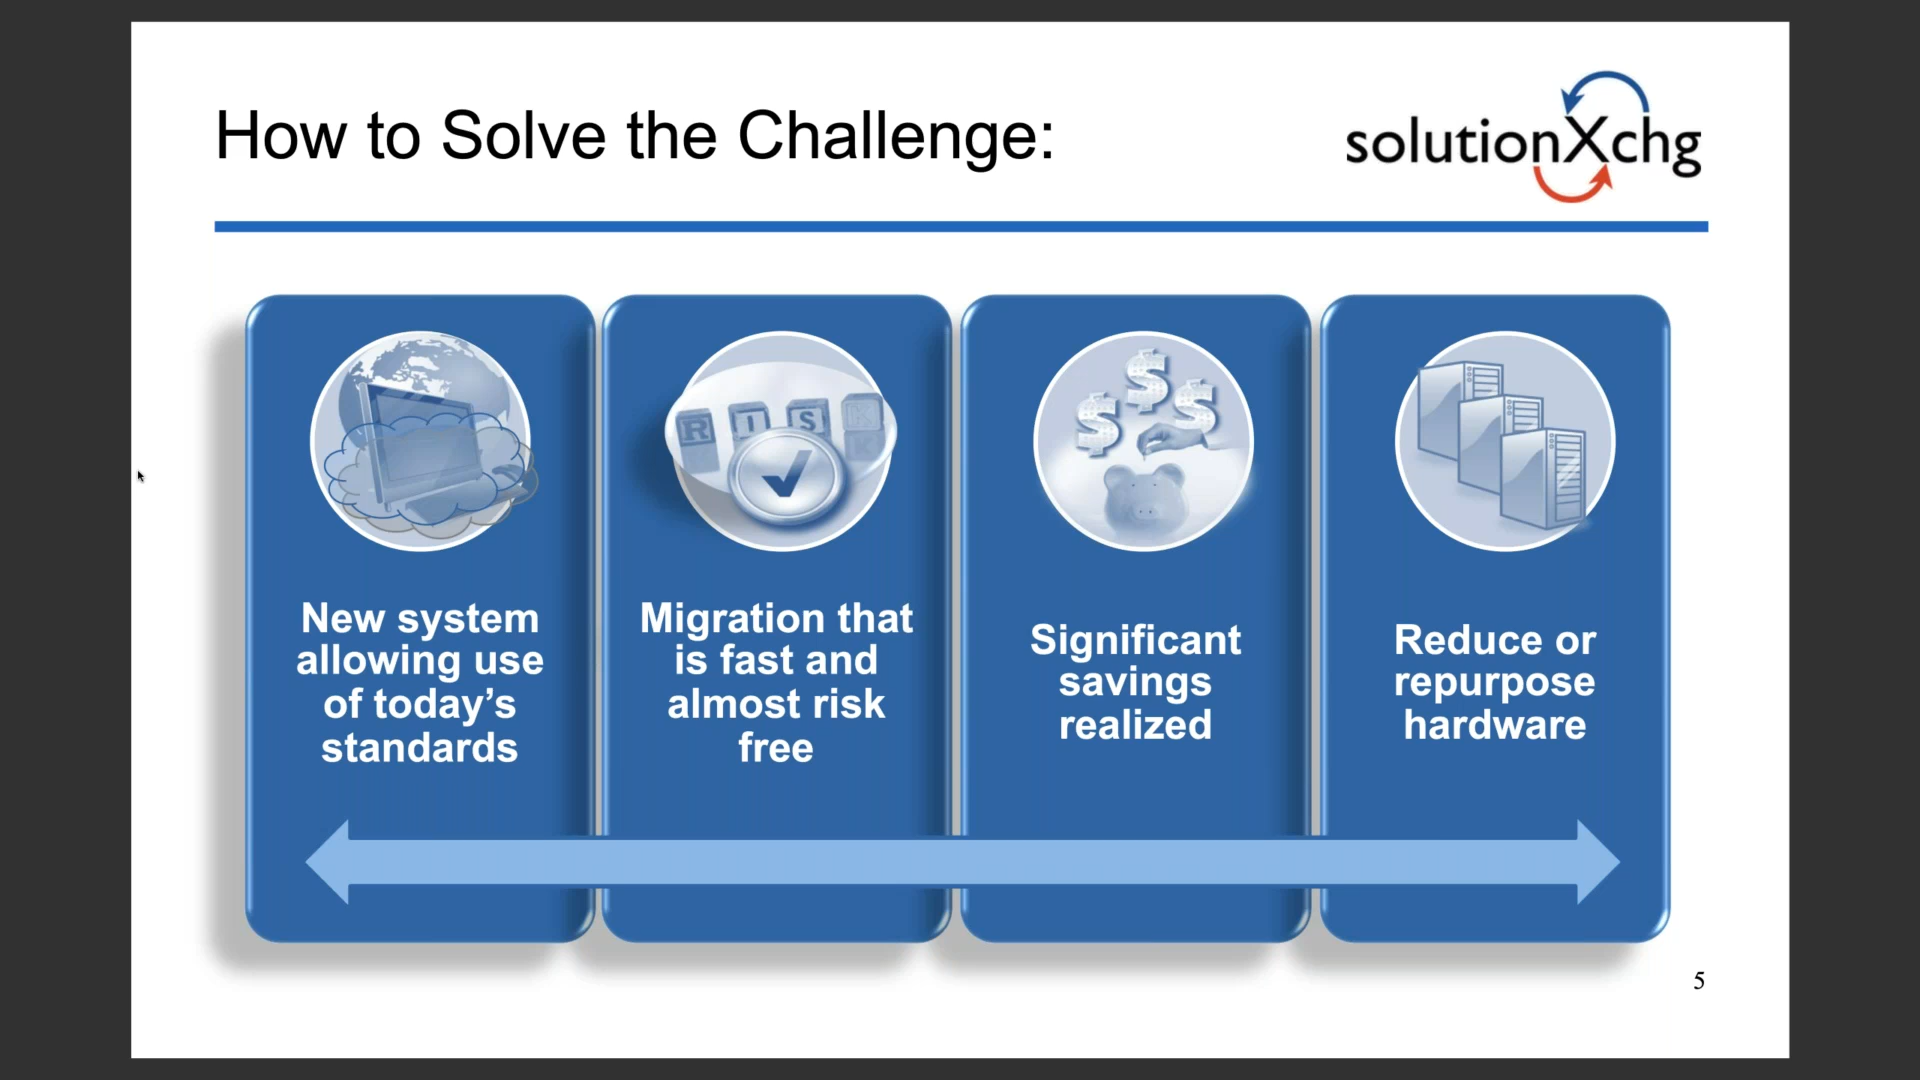 How to Solve the Challenge:
solutionXchg
RISK
New system
allowing use
of today’s
standards
Migration that
is fast and
almost risk
free
$ $ $
Significant
savings
realized
Reduce or
repurpose
hardware
5